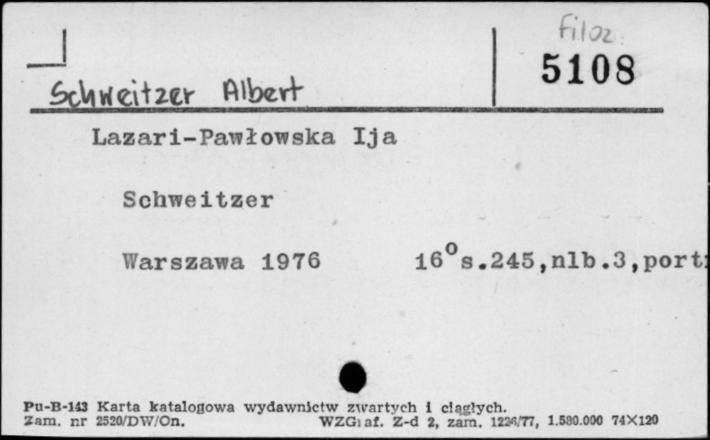 Filoz.
5108
Schweitzer Albert
Lazari-Pawłowska Ija
Schweitzer
Warszawa 1976 16° s.245,nlb.3,port
Pu-B-143 Karta katalogowa wydawnictw zwartych i ciągłych.
Zam. nr 2520/DW/On. WZGraf. Z-d 2, zam. 1226/77, 1.580.000 74×120